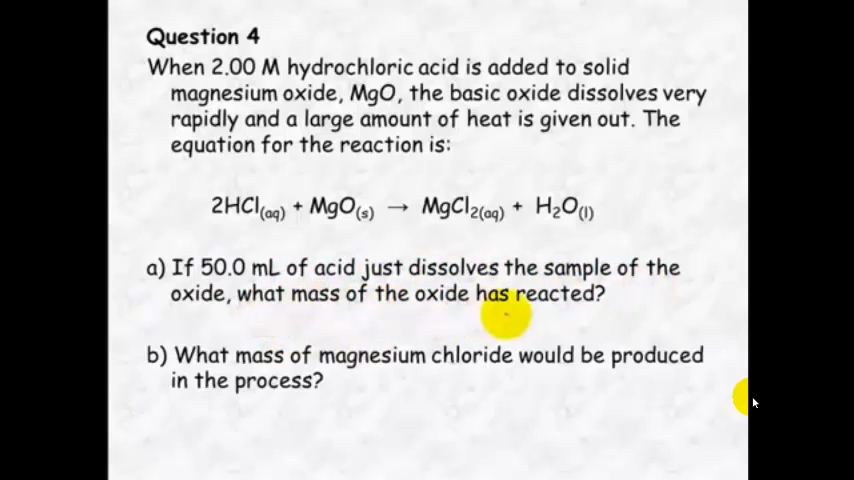 Question 4
When 2.00 M hydrochloric acid is added to solid
magnesium oxide, MgO, the basic oxide dissolves very
rapidly and a large amount of heat is given out. The
equation for the reaction is:
2HCl(aq) + MgO(s) → MgCl2(aq) + H2O(l)
a) If 50.0 mL of acid just dissolves the sample of the
oxide, what mass of the oxide has reacted?
b) What mass of magnesium chloride would be produced
in the process?